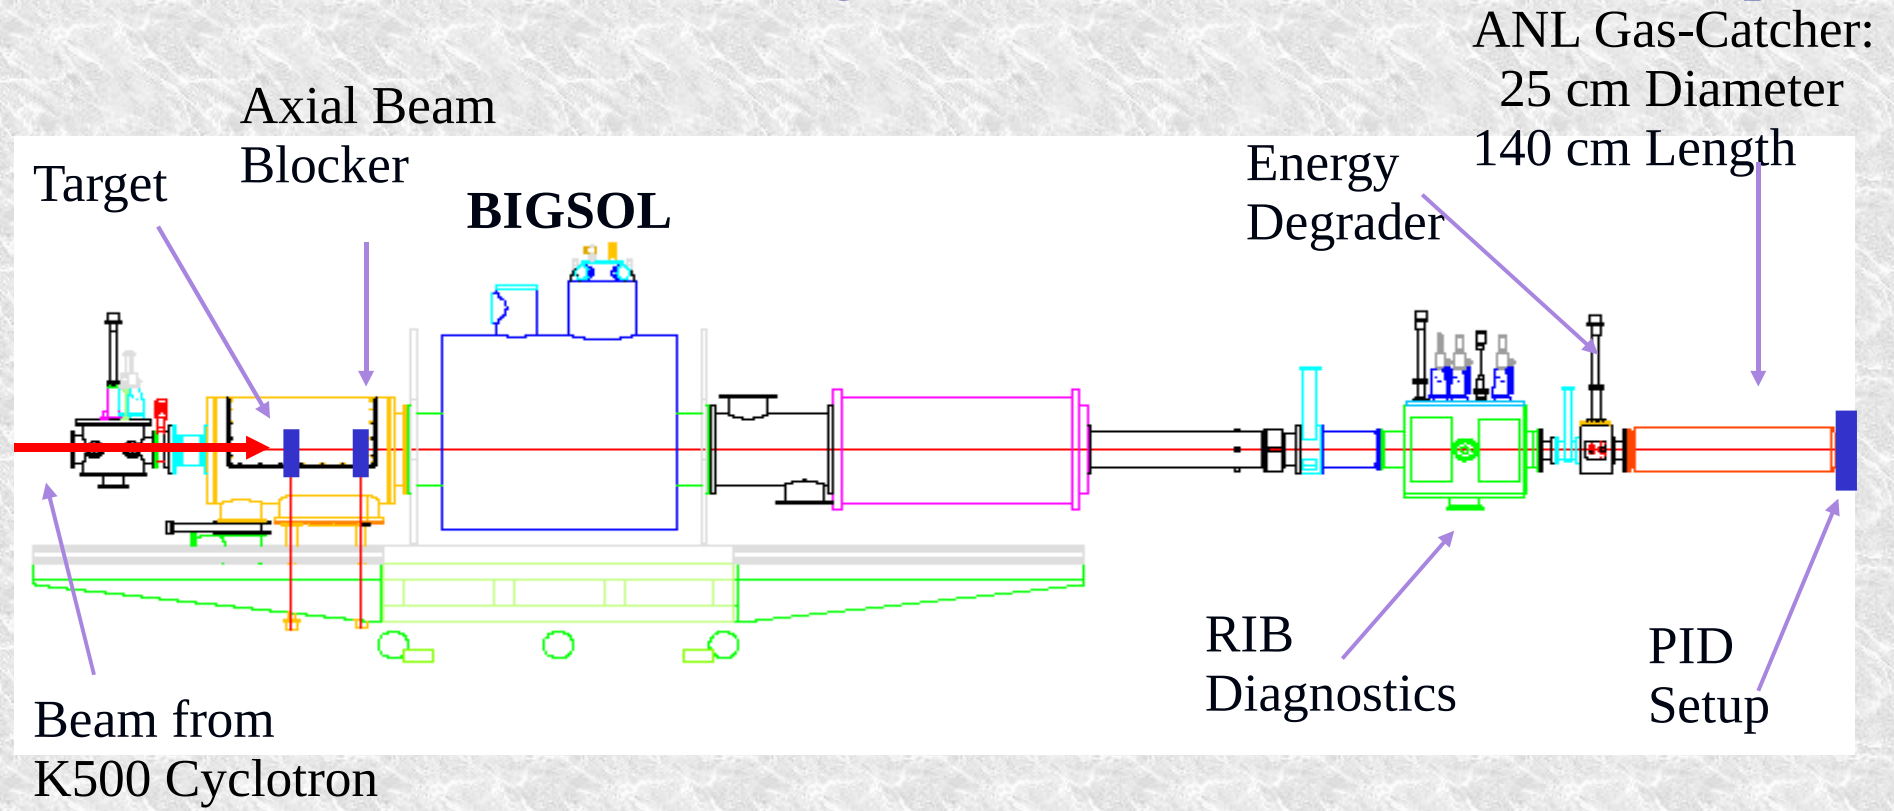 ANL Gas-Catcher:
25 cm Diameter
140 cm Length
Axial Beam
Blocker
Target
BIGSOL
Energy
Degrader
RIB
Diagnostics
PID
Setup
Beam from
K500 Cyclotron